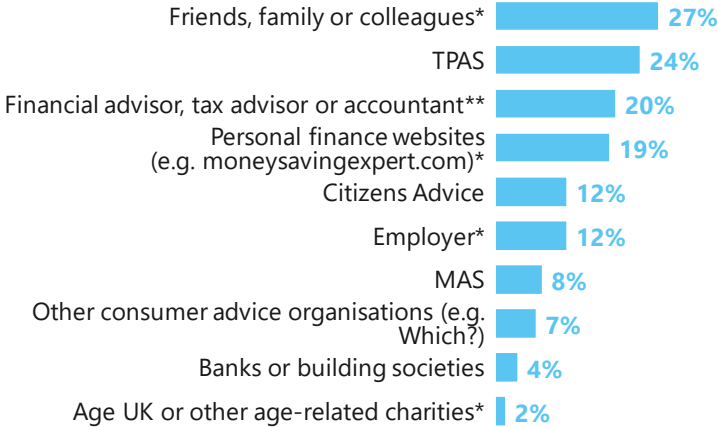 Friends, family or colleagues* 27%
TPAS 24%
Financial advisor, tax advisor or accountant** 20%
Personal finance websites
(e.g. moneysavingexpert.com)* 19%
Citizens Advice 12%
Employer* 12%
MAS 8%
Other consumer advice organisations (e.g.
Which?) 7%
Banks or building societies 4%
Age UK or other age-related charities* 2%